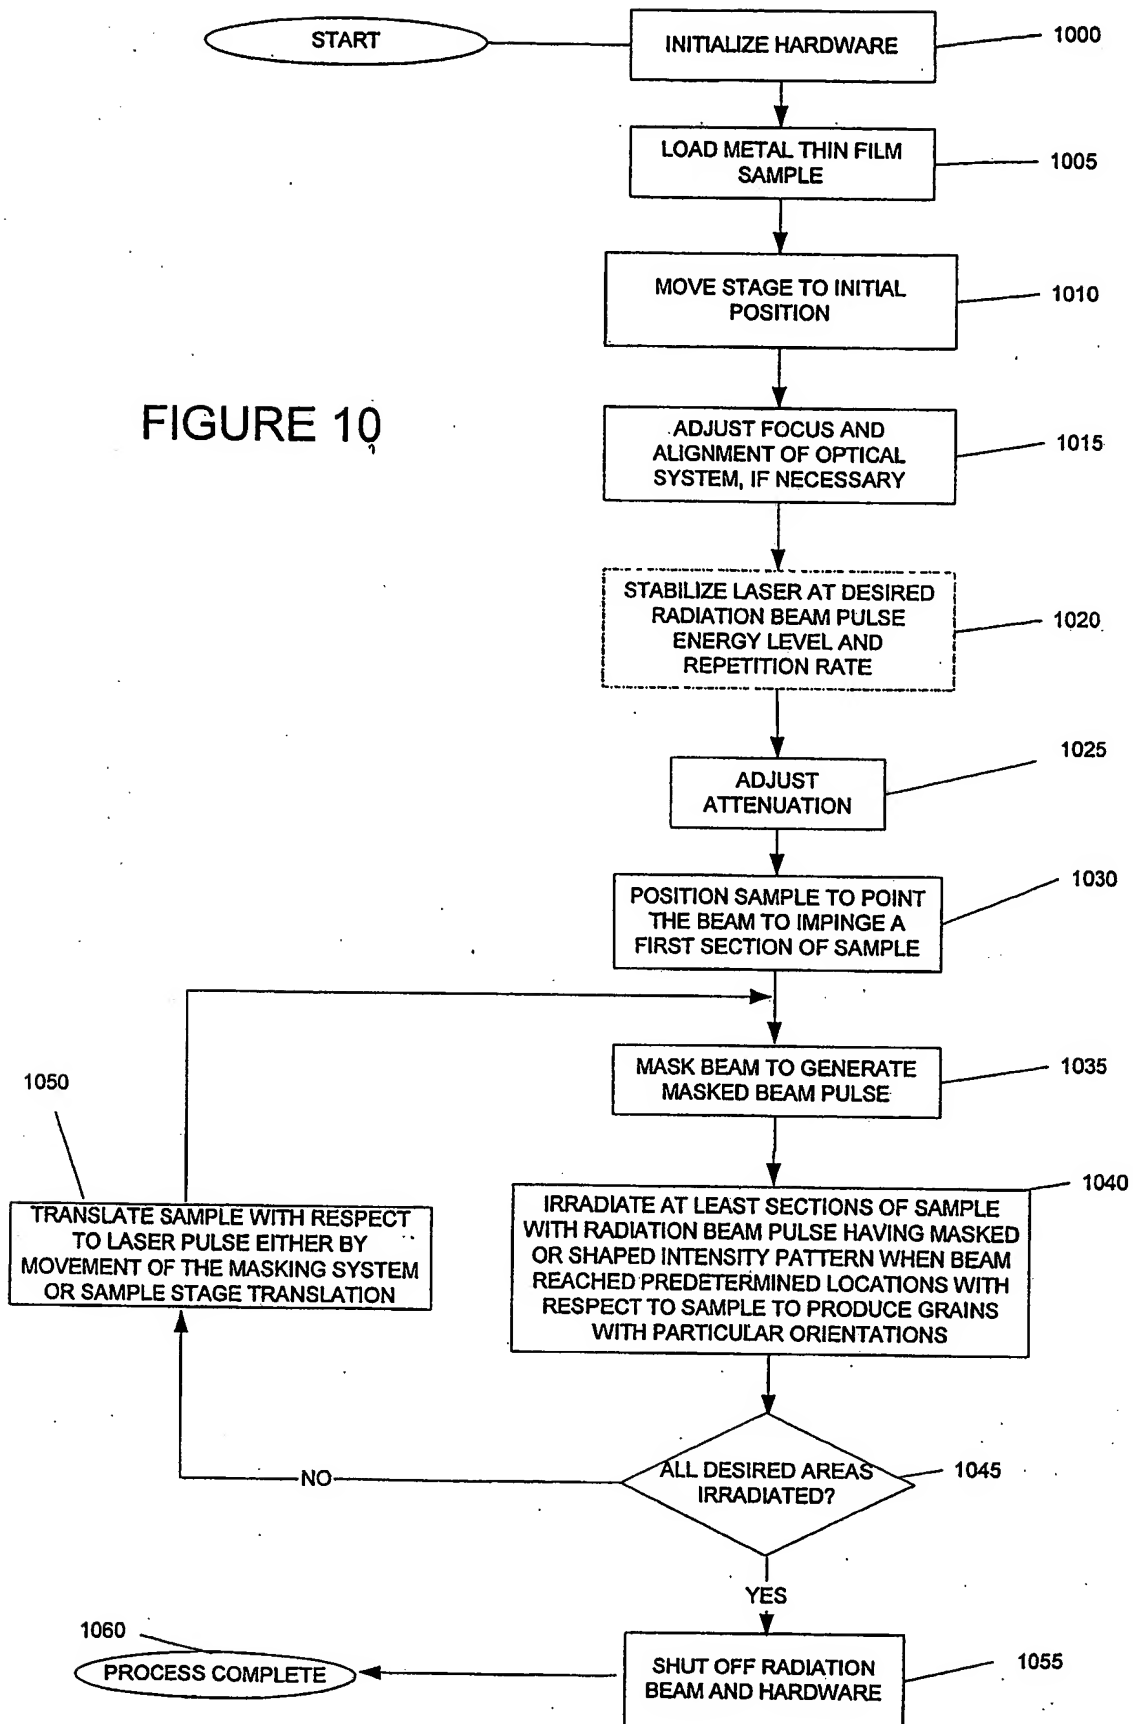 START
INITIALIZE HARDWARE
1000
LOAD METAL THIN FILM
SAMPLE
1005
MOVE STAGE TO INITIAL
POSITION
1010
FIGURE 10
ADJUST FOCUS AND
ALIGNMENT OF OPTICAL
SYSTEM, IF NECESSARY
1015
STABILIZE LASER AT DESIRED
RADIATION BEAM PULSE
ENERGY LEVEL AND
REPETITION RATE
1020
ADJUST
ATTENUATION
1025
POSITION SAMPLE TO POINT
THE BEAM TO IMPINGE A
FIRST SECTION OF SAMPLE
1030
MASK BEAM TO GENERATE
MASKED BEAM PULSE
1035
1050
TRANSLATE SAMPLE WITH RESPECT
TO LASER PULSE EITHER BY
MOVEMENT OF THE MASKING SYSTEM
OR SAMPLE STAGE TRANSLATION
IRRADIATE AT LEAST SECTIONS OF SAMPLE
WITH RADIATION BEAM PULSE HAVING MASKED
OR SHAPED INTENSITY PATTERN WHEN BEAM
REACHED PREDETERMINED LOCATIONS WITH
RESPECT TO SAMPLE TO PRODUCE GRAINS
WITH PARTICULAR ORIENTATIONS
1040
NO
ALL DESIRED AREAS
IRRADIATED?
1045
YES
1060
PROCESS COMPLETE
SHUT OFF RADIATION
BEAM AND HARDWARE
1055